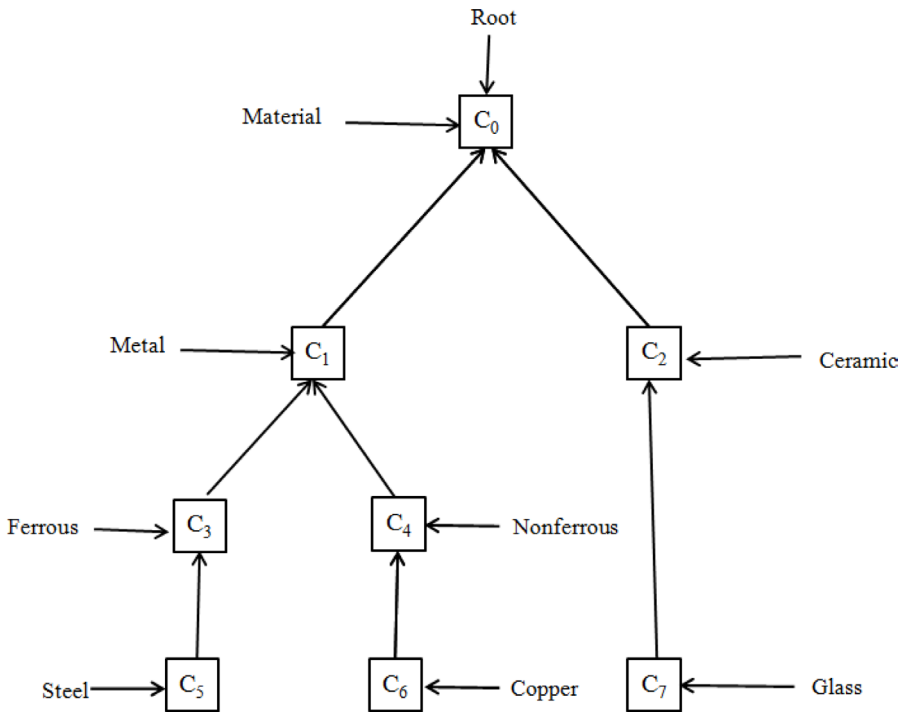 Root
Material
C₀
Metal
C₁
C₂
Ceramic
Ferrous
C₃
C₄
Nonferrous
Steel
C₅
C₆
Copper
C₇
Glass